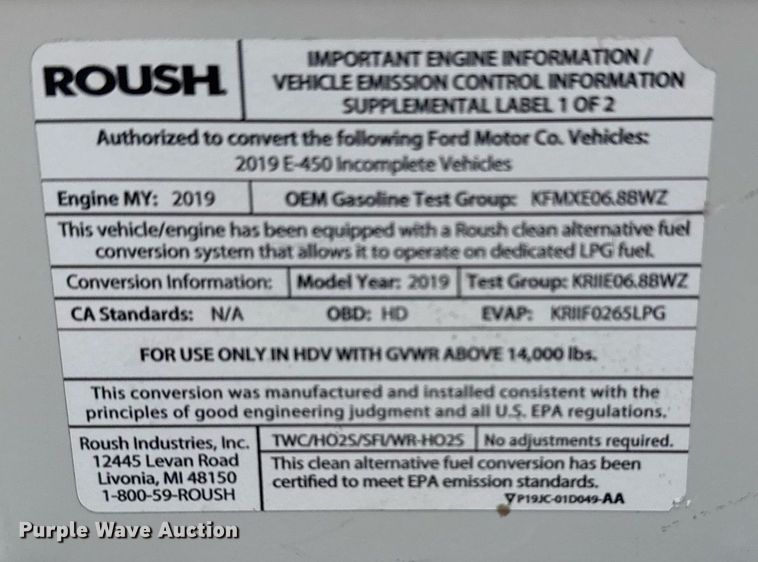 ROUSH
IMPORTANT ENGINE INFORMATION /
VEHICLE EMISSION CONTROL INFORMATION
SUPPLEMENTAL LABEL 1 OF 2
Authorized to convert the following Ford Motor Co. Vehicles:
2019 E-450 Incomplete Vehicles
Engine MY: 2019
OEM Gasoline Test Group: KFMXE06.8BWZ
This vehicle/engine has been equipped with a Roush clean alternative fuel
conversion system that allows it to operate on dedicated LPG fuel.
Conversion Information: Model Year: 2019 Test Group: KRIIE06.8BWZ
CA Standards: N/A OBD: HD EVAP: KRIIF0265LPG
FOR USE ONLY IN HDV WITH GVWR ABOVE 14,000 lbs.
This conversion was manufactured and installed consistent with the
principles of good engineering judgment and all U.S. EPA regulations.
Roush Industries, Inc.
12445 Levan Road
Livonia, MI 48150
1-800-59-ROUSH
TWC/HO2S/SFI/WR-HO2S No adjustments required.
This clean alternative fuel conversion has been
certified to meet EPA emission standards.
P19JC-01D049-AA
Purple Wave Auction